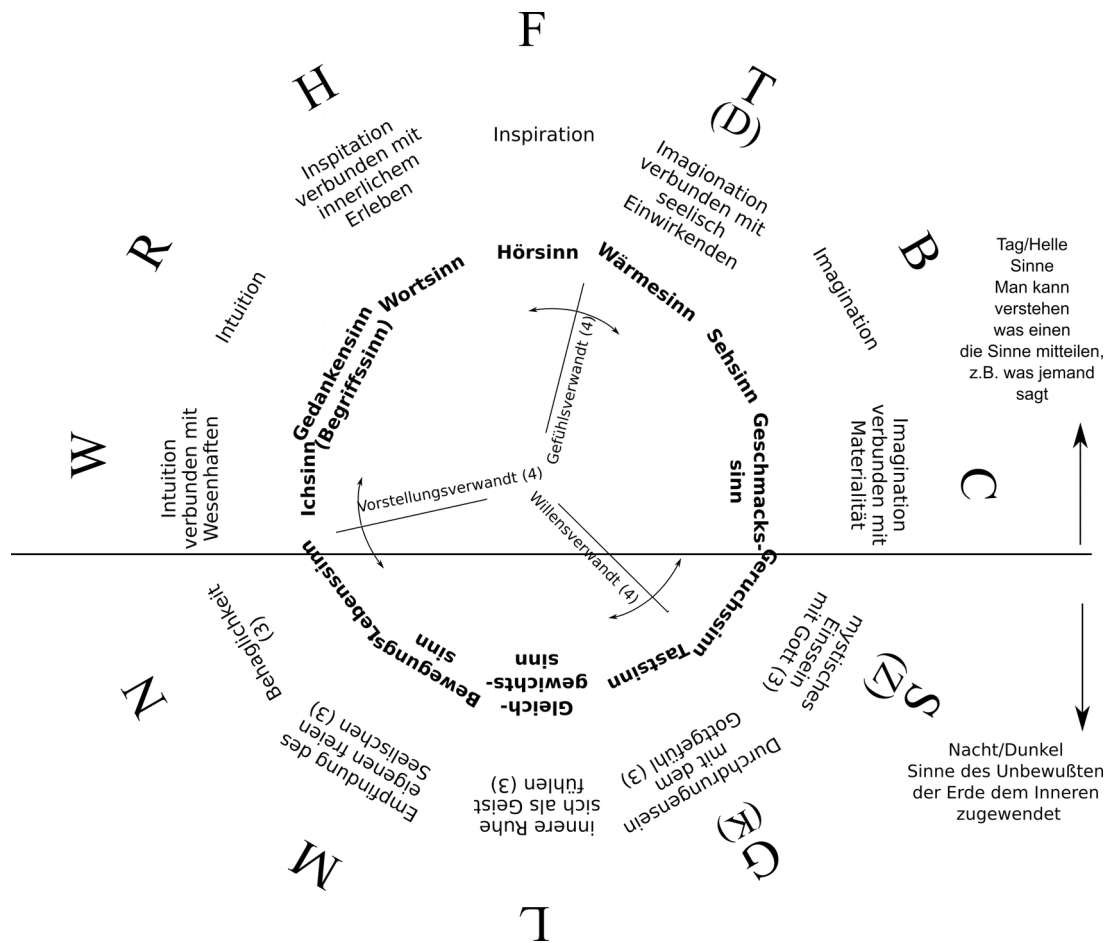 F
T
(D)
B
C
S
(Z)
G
(K)
L
M
N
W
R
H
Inspiration
Imagionation
verbunden mit
seelisch
Einwirkenden
Imagination
Imagination
verbunden mit
Materialität
mystisches
Einssein
mit Gott (3)
Durchdrungensein
mit dem
Gottgefühl (3)
innere Ruhe
sich als Geist
fühlen (3)
Empfindung des
eigenen freien
Seelischen (3)
Behaglichkeit
(3)
Intuition
verbunden mit
Wesenhaften
Intuition
Inspitation
verbunden mit
innerlichem
Erleben
Hörsinn
Wärmesinn
Sehsinn
Geschmacks-
sinn
Geruchssinn
Tastsinn
Gleich-
gewichts-
sinn
Bewegungs-
sinn
Lebenssinn
Ichsinn
Gedankensinn
(Begriffssinn)
Wortsinn
Gefühlsverwandt (4)
Vorstellungsverwandt (4)
Willensverwandt (4)
Tag/Helle
Sinne
Man kann
verstehen
was einen
die Sinne mitteilen,
z.B. was jemand
sagt
Nacht/Dunkel
Sinne des Unbewußten
der Erde dem Inneren
zugewendet